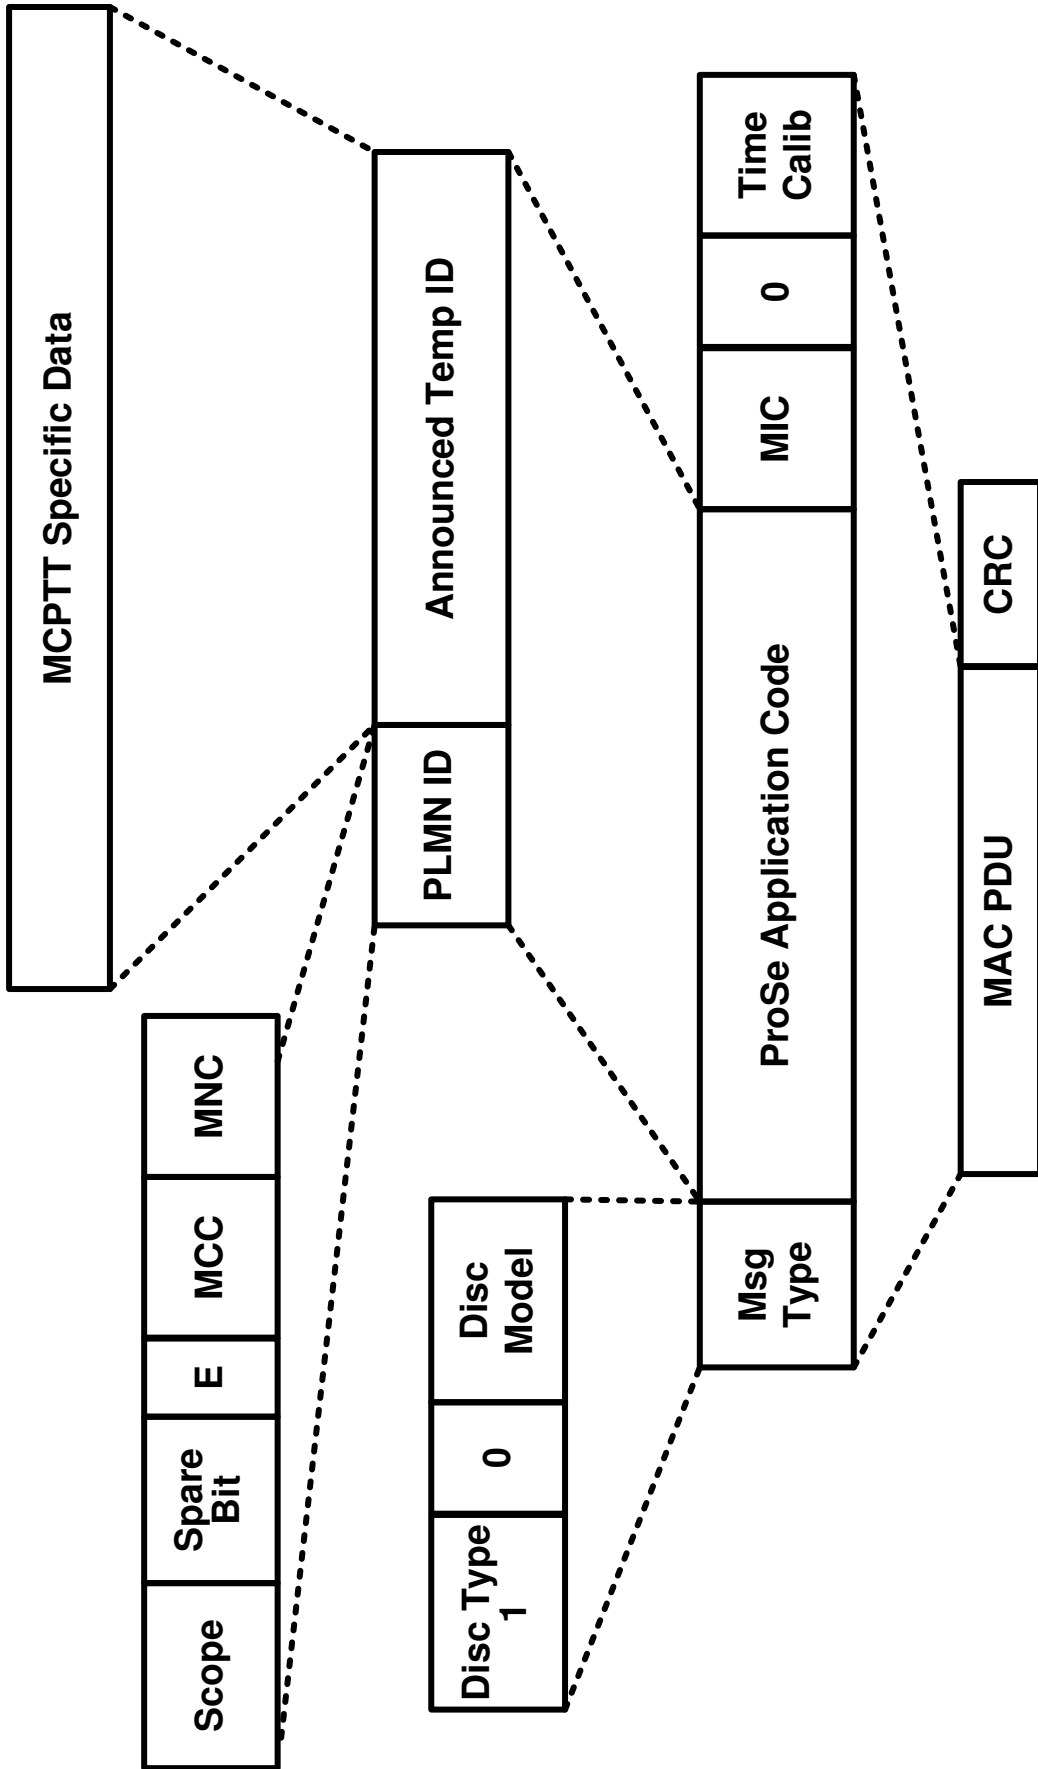 MCPTT Specific Data
Scope
Spare
Bit
E
MCC
MNC
PLMN ID
Announced Temp ID
Disc Type
1
0
Disc
Model
Msg
Type
ProSe Application Code
MIC
0
Time
Calib
MAC PDU
CRC